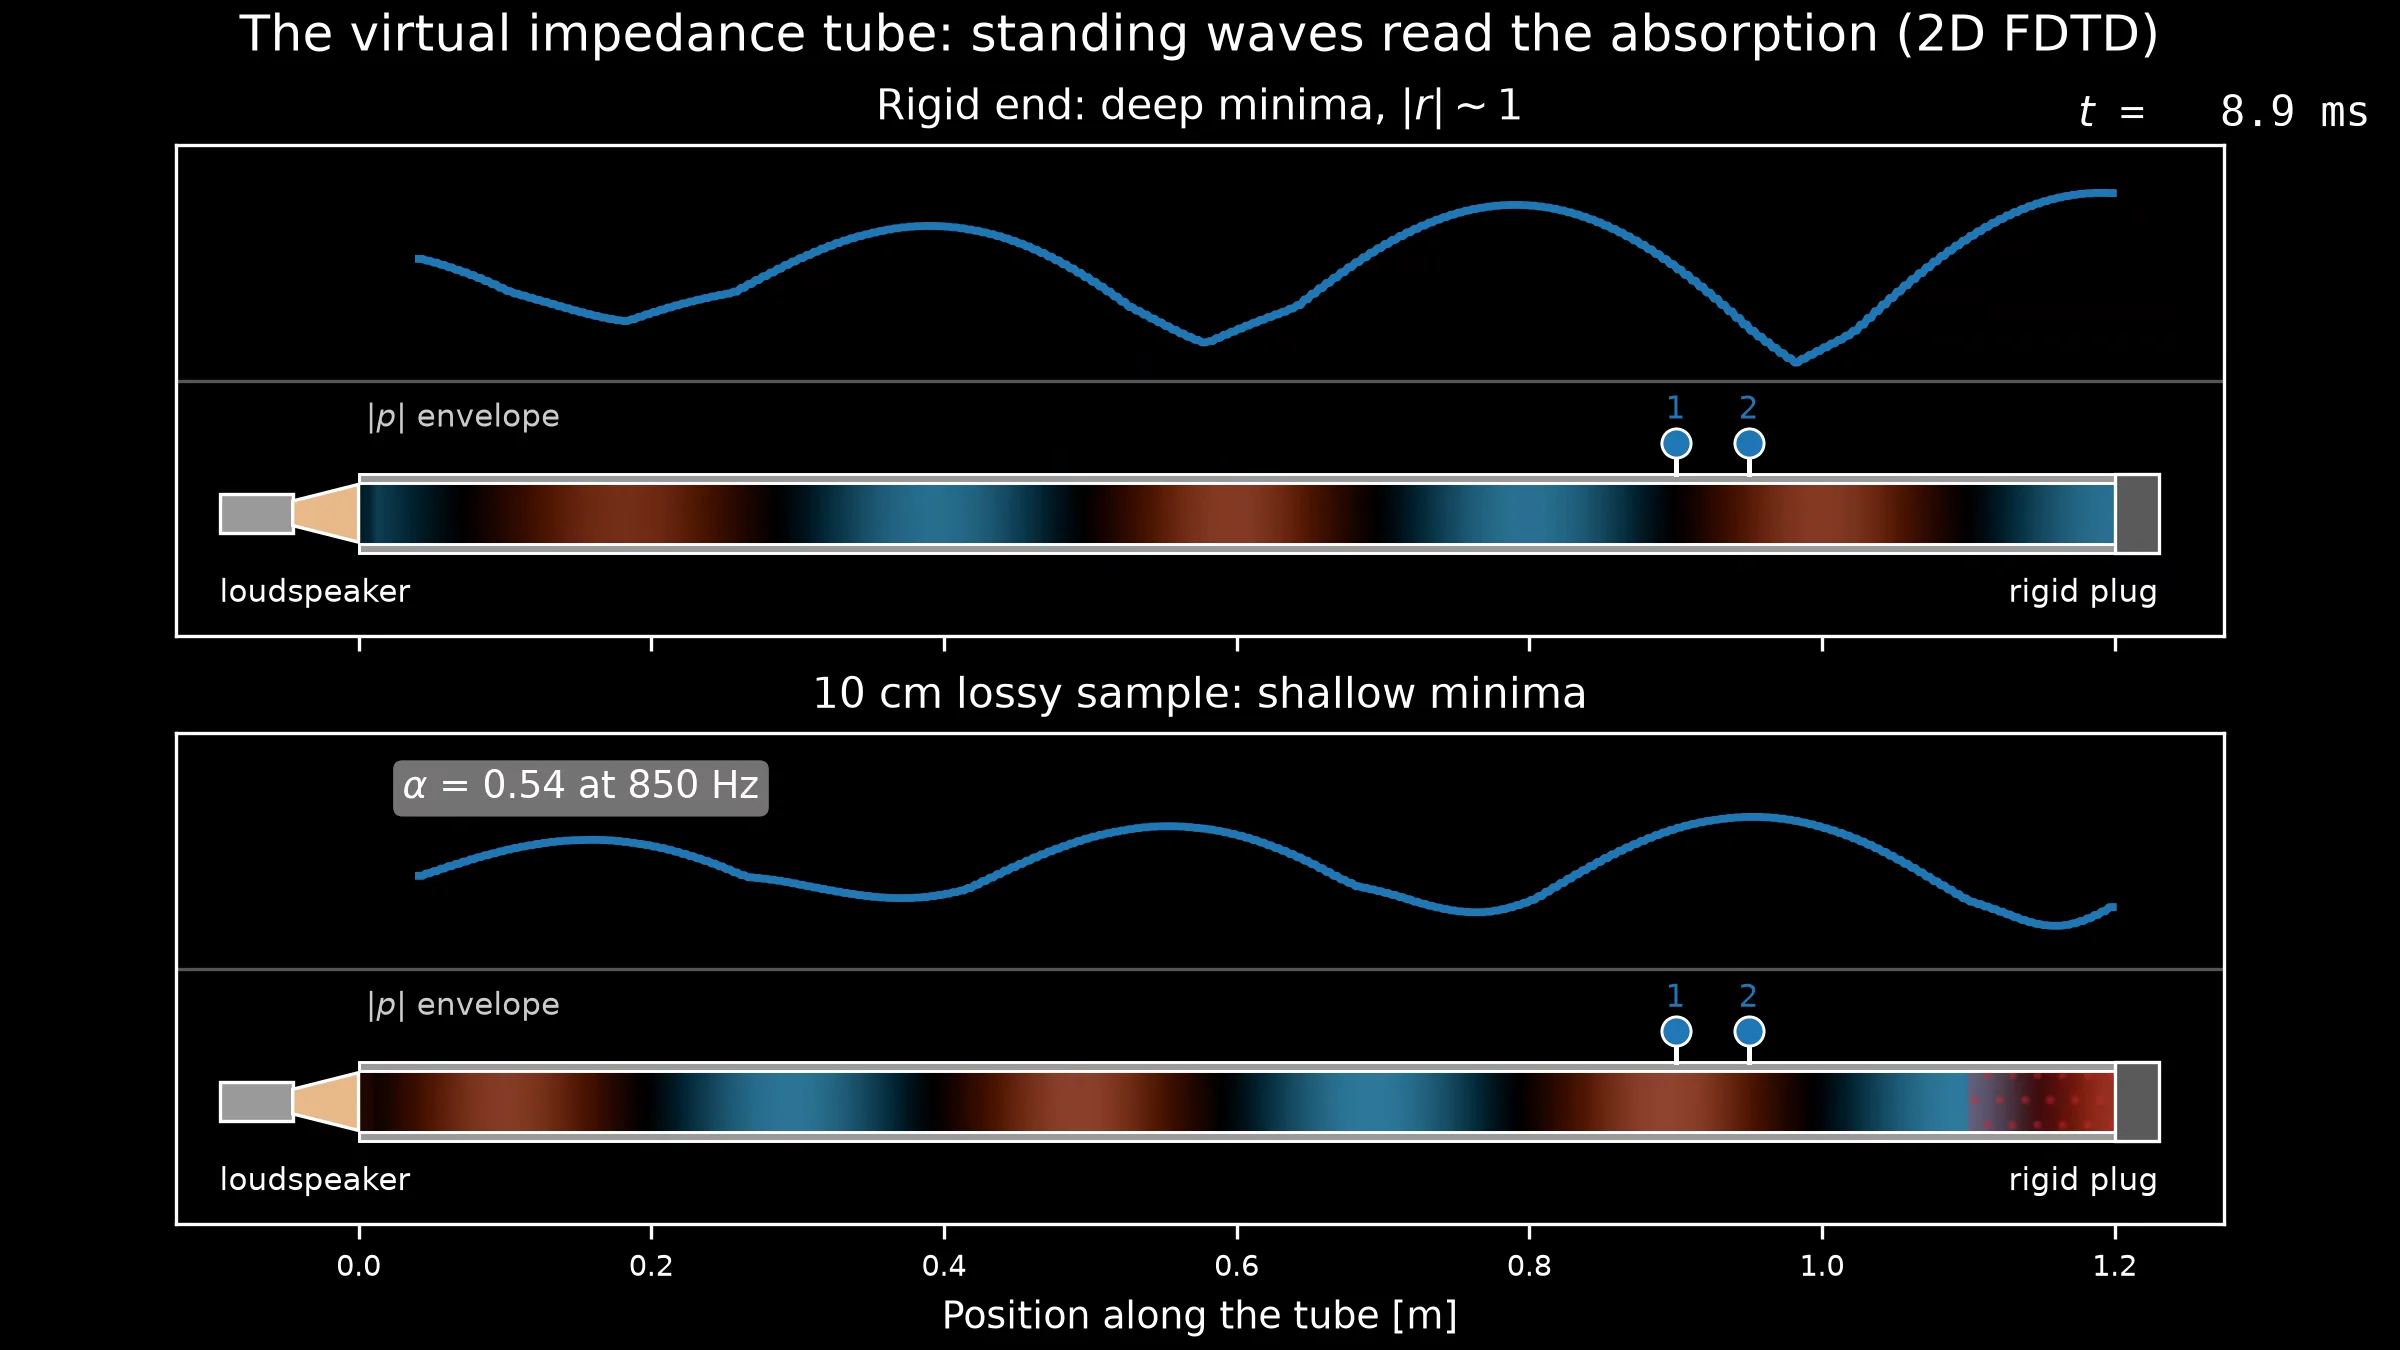 The virtual impedance tube: standing waves read the absorption (2D FDTD)
Rigid end: deep minima, |r| ~ 1
t = 8.9 ms
|p| envelope
1 2
loudspeaker rigid plug
10 cm lossy sample: shallow minima
α = 0.54 at 850 Hz
|p| envelope
1 2
loudspeaker rigid plug
0.0 0.2 0.4 0.6 0.8 1.0 1.2
Position along the tube [m]